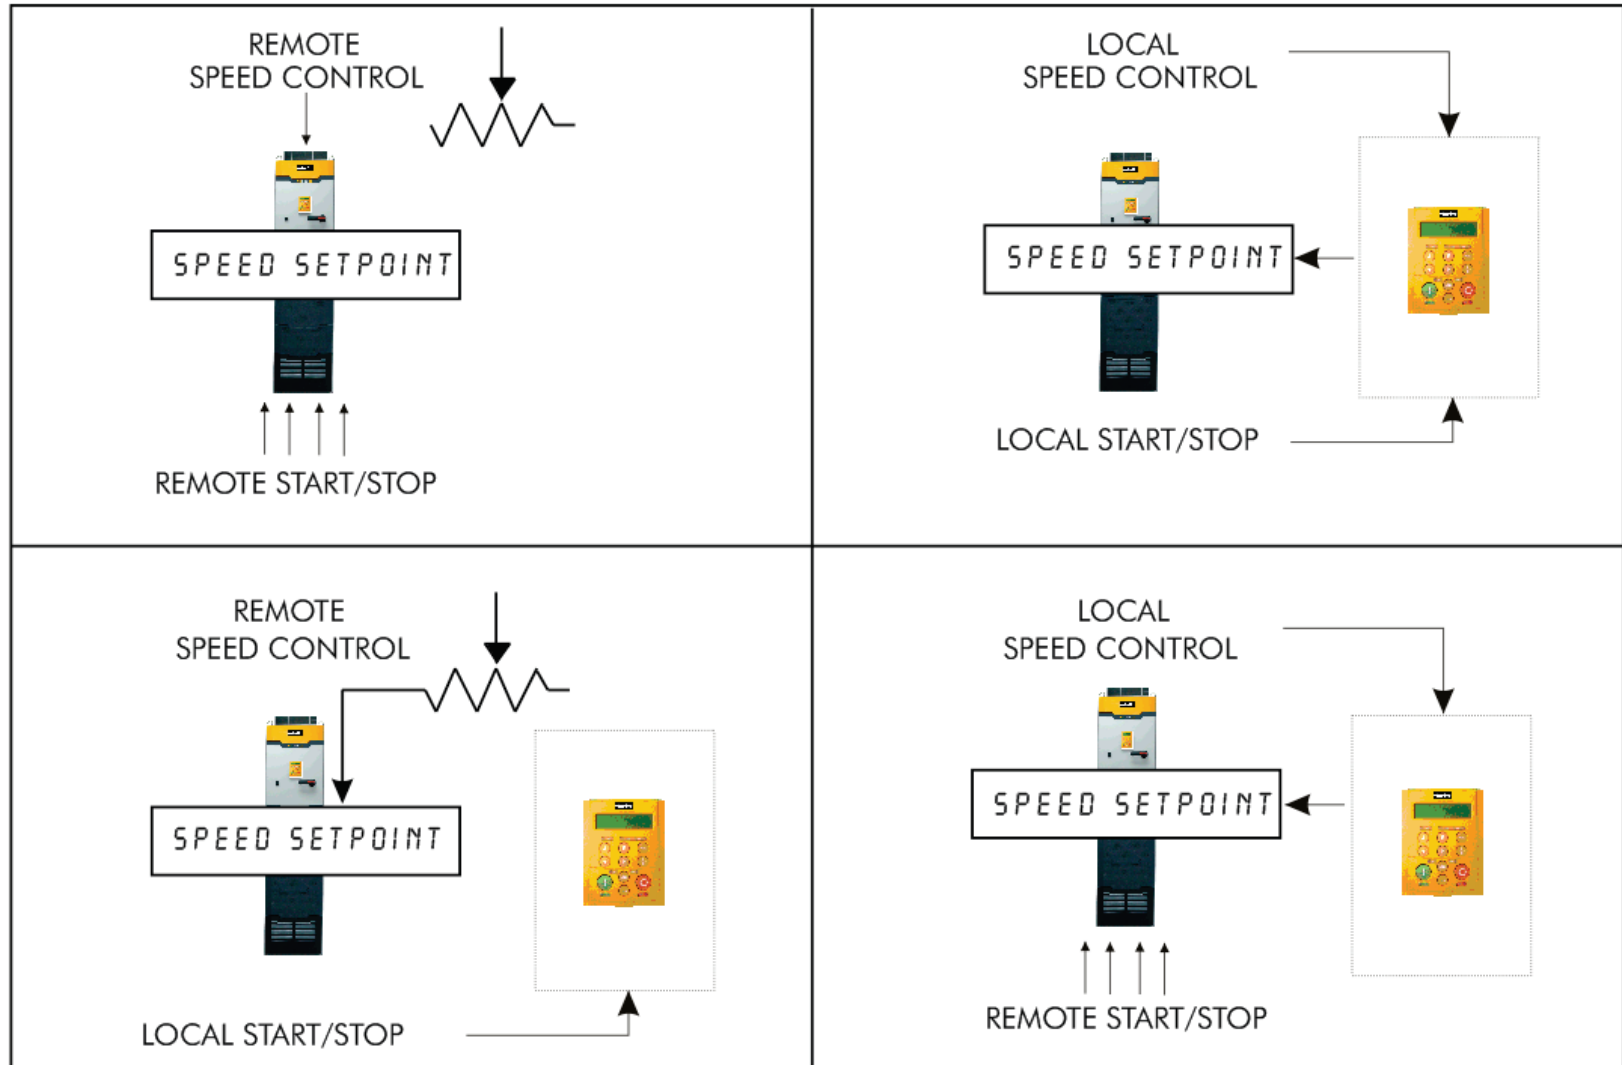 REMOTE
SPEED CONTROL
SPEED SETPOINT
REMOTE START/STOP
LOCAL
SPEED CONTROL
SPEED SETPOINT
LOCAL START/STOP
REMOTE
SPEED CONTROL
SPEED SETPOINT
LOCAL START/STOP
LOCAL
SPEED CONTROL
SPEED SETPOINT
REMOTE START/STOP